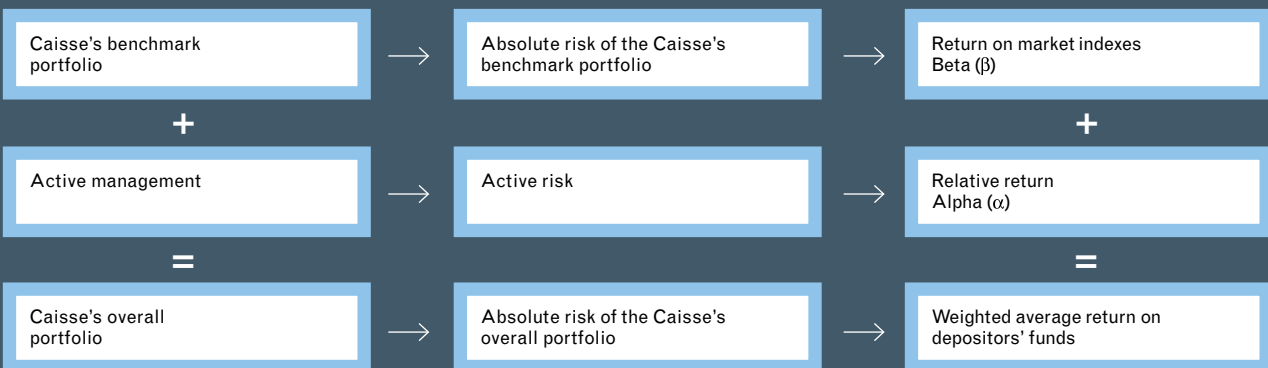 Caisse's benchmark
portfolio
Absolute risk of the Caisse's
benchmark portfolio
Return on market indexes
Beta (β)
+
+
Active management
Active risk
Relative return
Alpha (α)
=
=
Caisse's overall
portfolio
Absolute risk of the Caisse's
overall portfolio
Weighted average return on
depositors' funds